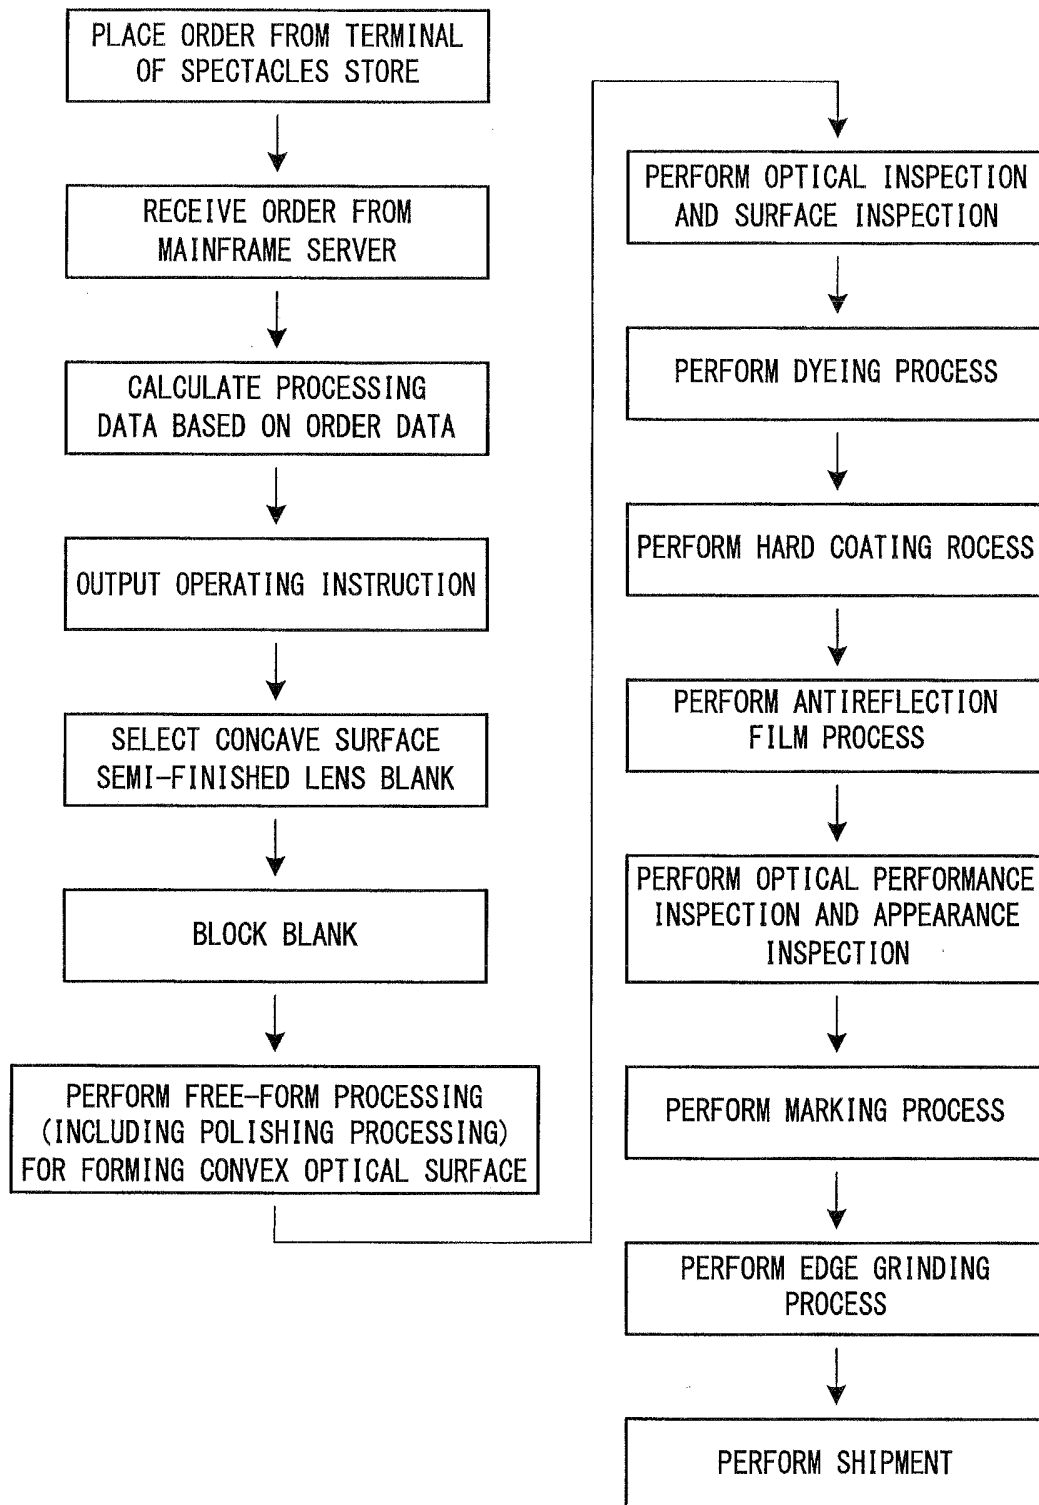 PLACE ORDER FROM TERMINAL
OF SPECTACLES STORE
RECEIVE ORDER FROM
MAINFRAME SERVER
CALCULATE PROCESSING
DATA BASED ON ORDER DATA
OUTPUT OPERATING INSTRUCTION
SELECT CONCAVE SURFACE
SEMI-FINISHED LENS BLANK
BLOCK BLANK
PERFORM FREE-FORM PROCESSING
(INCLUDING POLISHING PROCESSING)
FOR FORMING CONVEX OPTICAL SURFACE
PERFORM OPTICAL INSPECTION
AND SURFACE INSPECTION
PERFORM DYEING PROCESS
PERFORM HARD COATING ROCESS
PERFORM ANTIREFLECTION
FILM PROCESS
PERFORM OPTICAL PERFORMANCE
INSPECTION AND APPEARANCE
INSPECTION
PERFORM MARKING PROCESS
PERFORM EDGE GRINDING
PROCESS
PERFORM SHIPMENT